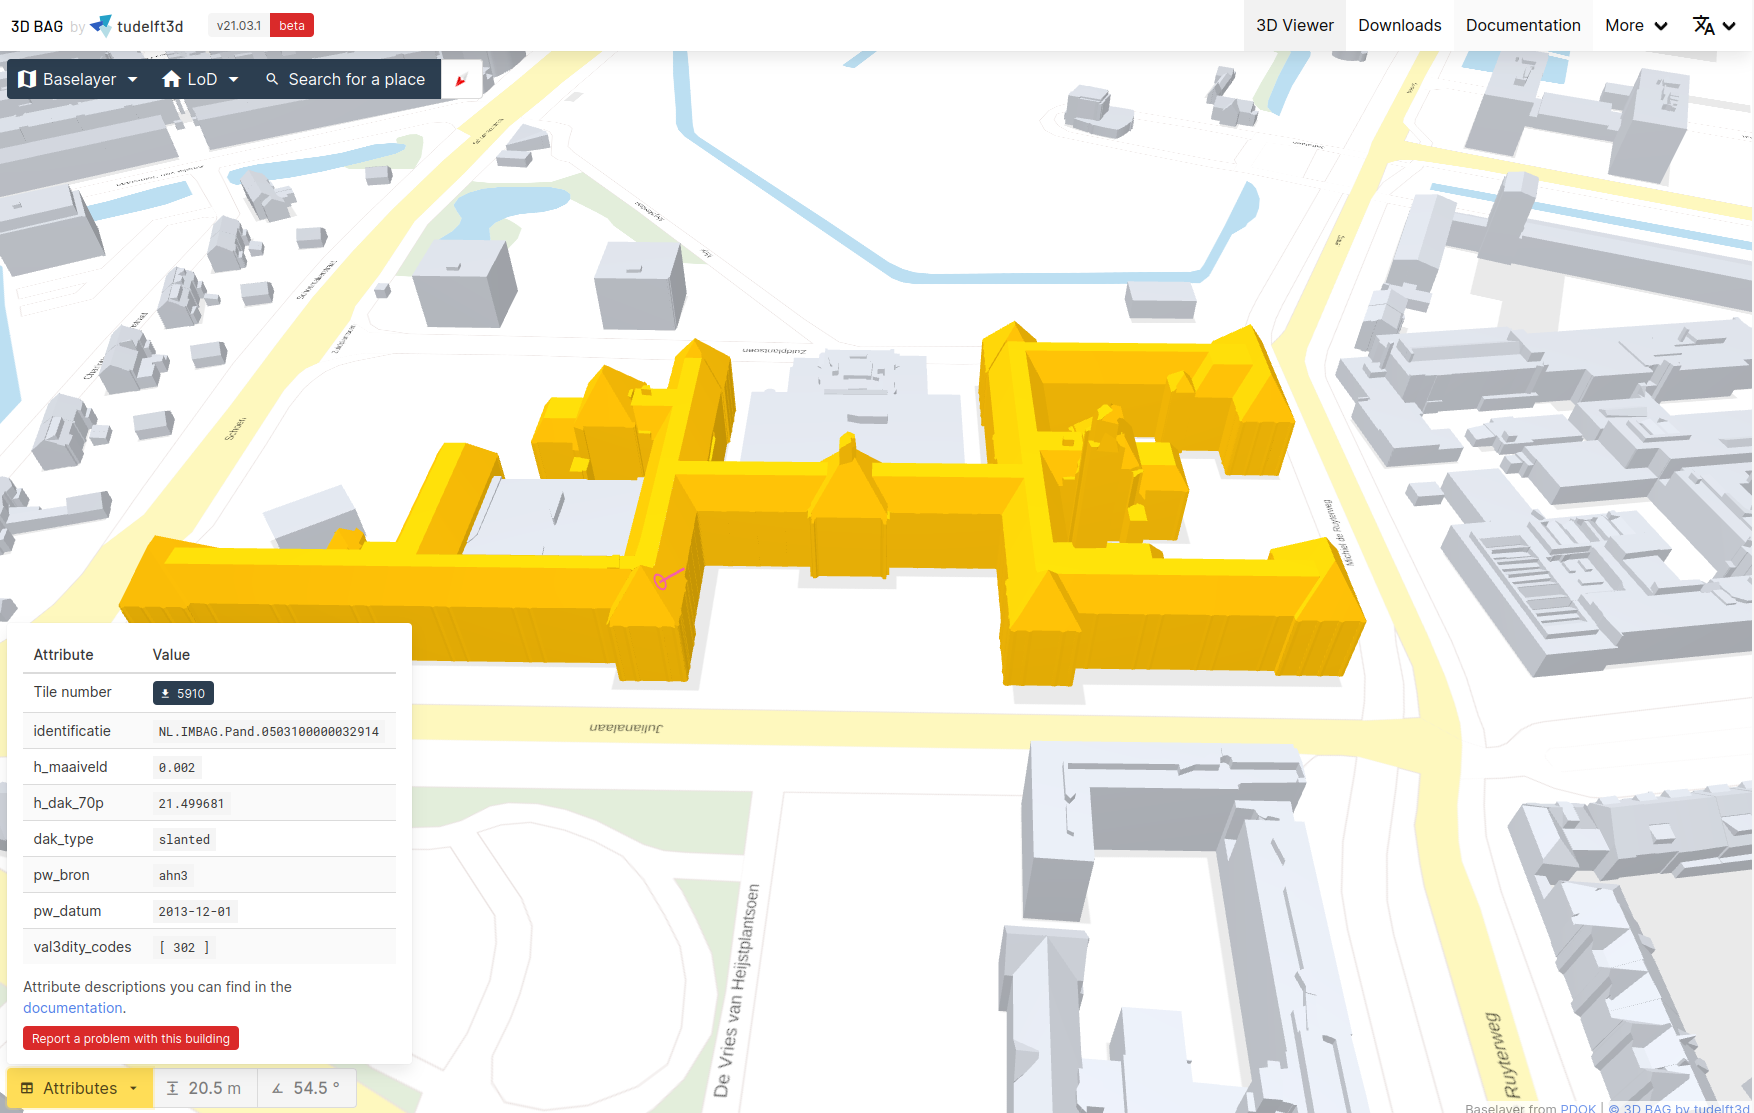 3D BAG by tudelft3d v21.03.1 beta 3D Viewer Downloads Documentation More
Baselayer LoD Search for a place
Zuidplantsoen
Michiel de Ruyterweg
Julianalaan
De Vries van Heijstplantsoen
Ruyterweg
Attribute Value
Tile number 5910
identificatie NL.IMBAG.Pand.0503100000032914
h_maaiveld 0.002
h_dak_70p 21.499681
dak_type slanted
pw_bron ahn3
pw_datum 2013-12-01
val3dity_codes [ 302 ]
Attribute descriptions you can find in the
documentation.
Report a problem with this building
Attributes 20.5 m 54.5 °
Baselayer from PDOK | © 3D BAG by tudelft3d